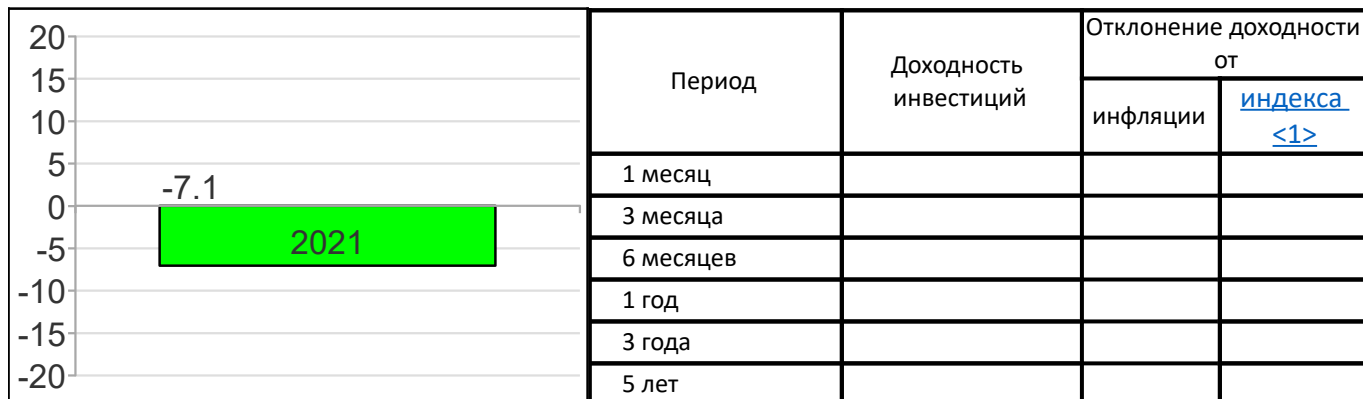 20
15
10
5
0
-5
-10
-15
-20
-7.1
2021
Период
Доходность
инвестиций
Отклонение доходности
от
инфляции
индекса
<1>
1 месяц
3 месяца
6 месяцев
1 год
3 года
5 лет